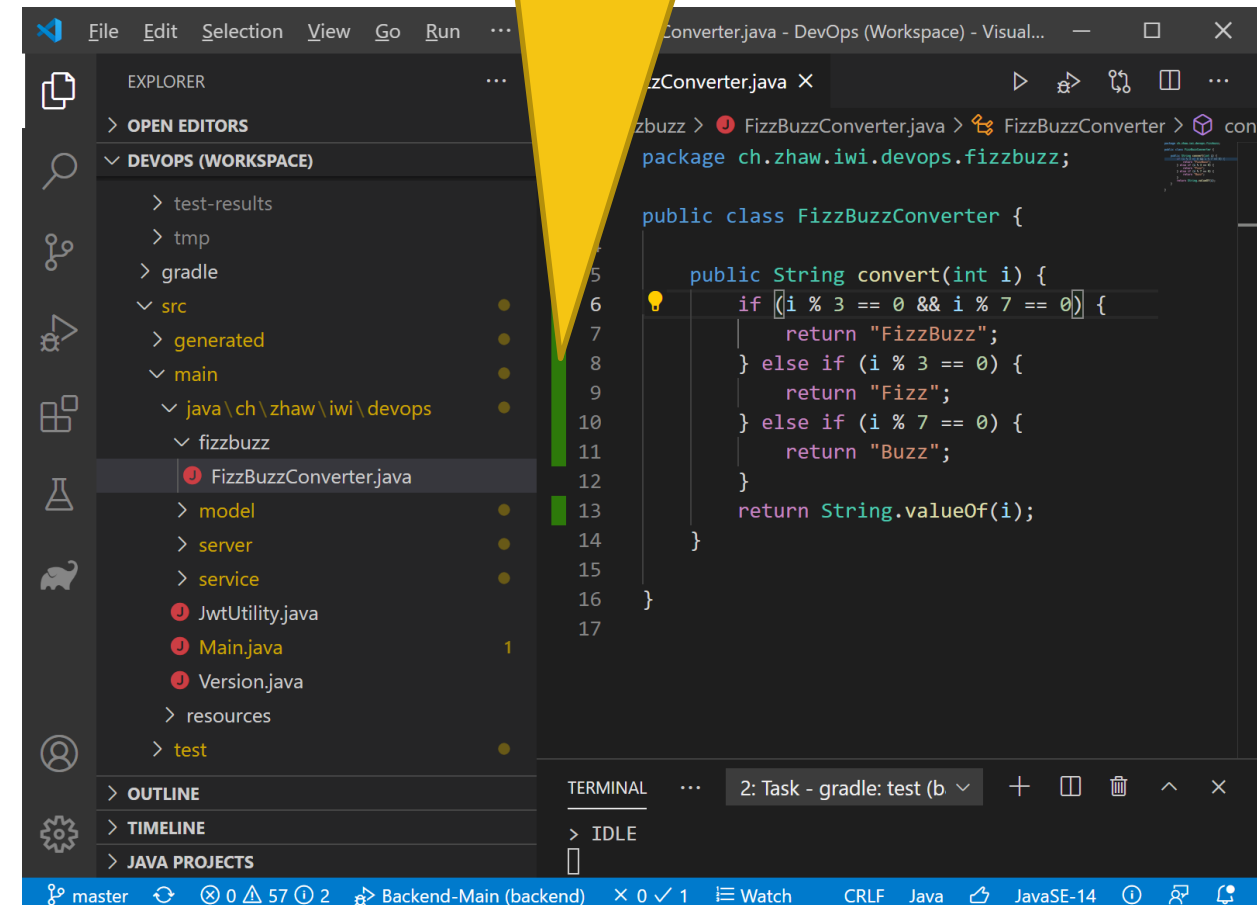 File Edit Selection View Go Run ··· Converter.java - DevOps (Workspace) - Visual...
EXPLORER
OPEN EDITORS
DEVOPS (WORKSPACE)
test-results
tmp
gradle
src
generated
main
java\ch\zhaw\iwi\devops
fizzbuzz
FizzBuzzConverter.java
model
server
service
JwtUtility.java
Main.java 1
Version.java
resources
test
OUTLINE
TIMELINE
JAVA PROJECTS
zConverter.java
zbuzz > FizzBuzzConverter.java > FizzBuzzConverter > con
package ch.zhaw.iwi.devops.fizzbuzz;
public class FizzBuzzConverter {
5 public String convert(int i) {
6 if (i % 3 == 0 && i % 7 == 0) {
7 return "FizzBuzz";
8 } else if (i % 3 == 0) {
9 return "Fizz";
10 } else if (i % 7 == 0) {
11 return "Buzz";
12 }
13 return String.valueOf(i);
14 }
15
16 }
17
TERMINAL ··· 2: Task - gradle: test (b
> IDLE
master 0 57 2 Backend-Main (backend) 0 1 Watch CRLF Java JavaSE-14